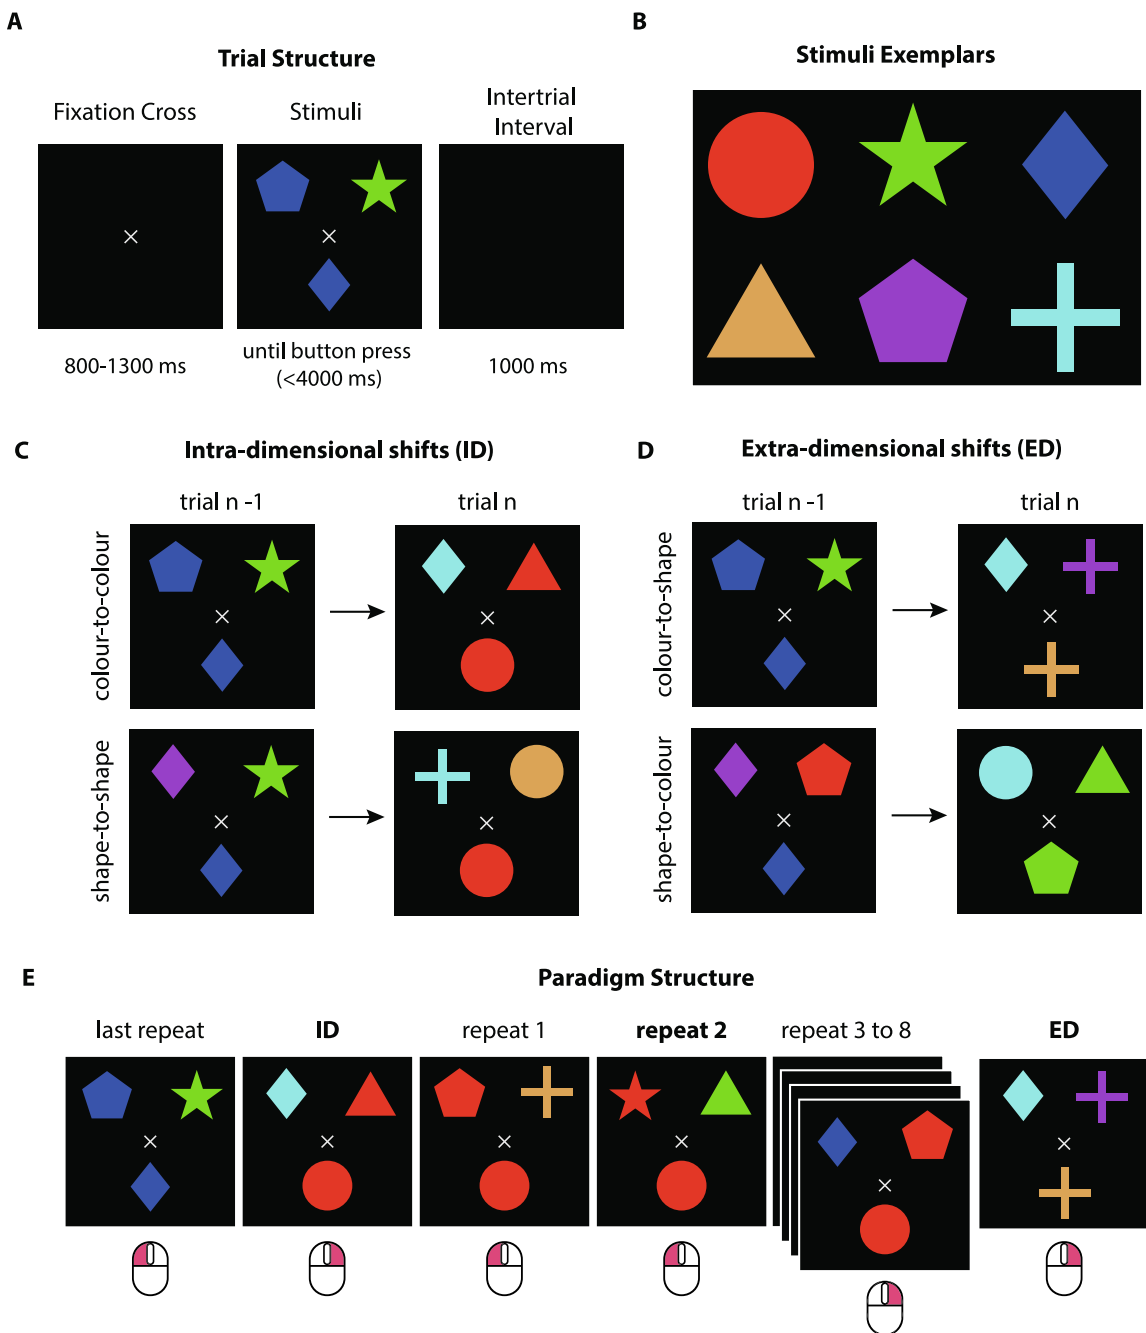 A
Trial Structure
Fixation Cross
Stimuli
Intertrial
Interval
800-1300 ms
until button press
(<4000 ms)
1000 ms
B
Stimuli Exemplars
C
Intra-dimensional shifts (ID)
trial n -1
trial n
colour-to-colour
shape-to-shape
D
Extra-dimensional shifts (ED)
trial n -1
trial n
colour-to-shape
shape-to-colour
E
Paradigm Structure
last repeat
ID
repeat 1
repeat 2
repeat 3 to 8
ED